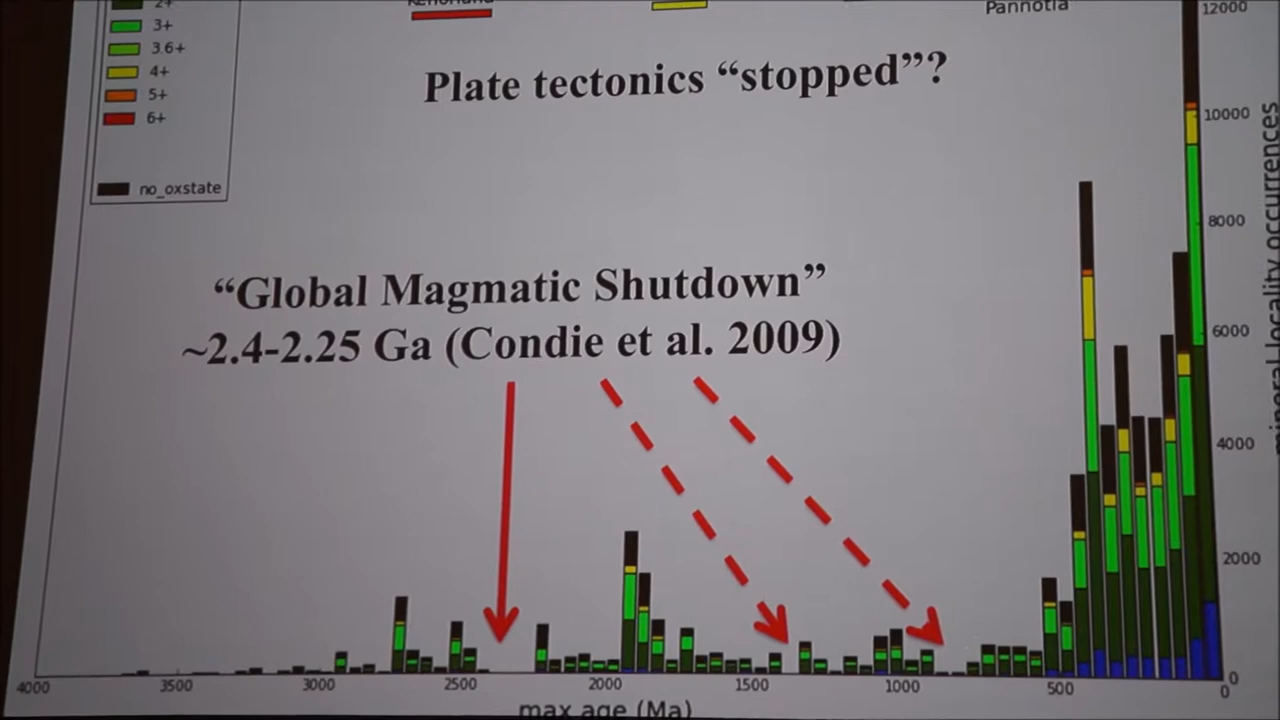 2+
3+
3.6+
4+
5+
6+
no_oxstate
Kenorland
Pannotia
Plate tectonics “stopped”?
“Global Magmatic Shutdown”
~2.4-2.25 Ga (Condie et al. 2009)
12000
10000
8000
6000
4000
2000
0
mineral locality occurrences
4000 3500 3000 2500 2000 1500 1000 500 0
max age (Ma)